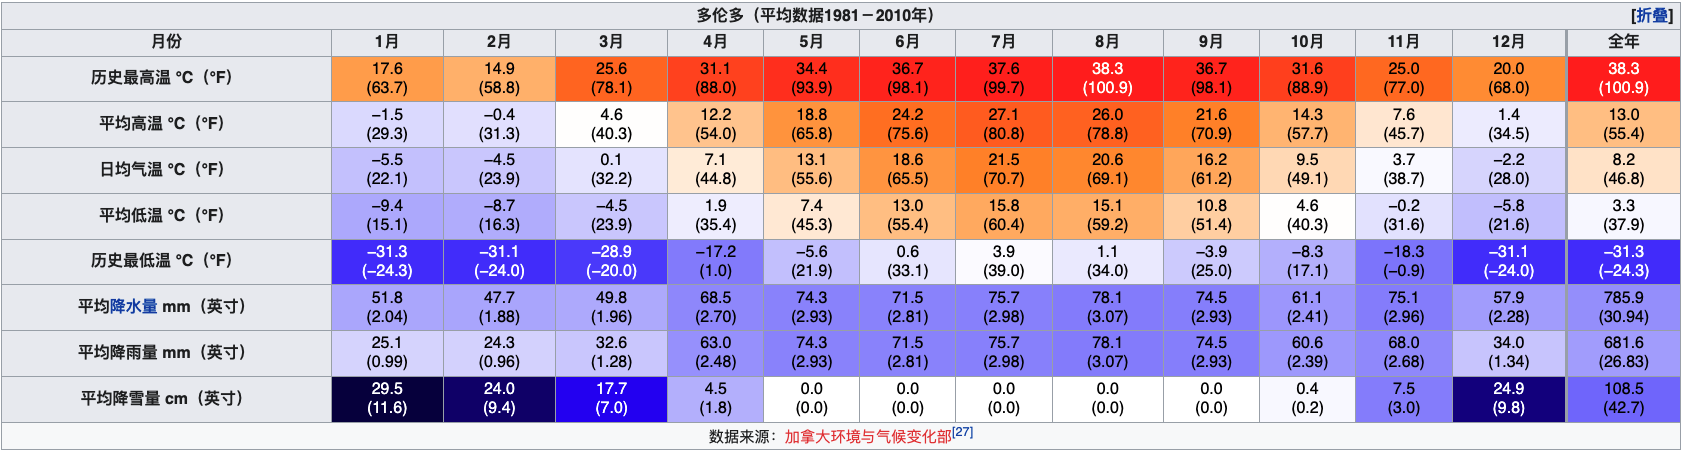 多伦多（平均数据1981－2010年） [折叠]
月份 1月 2月 3月 4月 5月 6月 7月 8月 9月 10月 11月 12月 全年
历史最高温 °C（°F） 17.6 (63.7) 14.9 (58.8) 25.6 (78.1) 31.1 (88.0) 34.4 (93.9) 36.7 (98.1) 37.6 (99.7) 38.3 (100.9) 36.7 (98.1) 31.6 (88.9) 25.0 (77.0) 20.0 (68.0) 38.3 (100.9)
平均高温 °C（°F） −1.5 (29.3) −0.4 (31.3) 4.6 (40.3) 12.2 (54.0) 18.8 (65.8) 24.2 (75.6) 27.1 (80.8) 26.0 (78.8) 21.6 (70.9) 14.3 (57.7) 7.6 (45.7) 1.4 (34.5) 13.0 (55.4)
日均气温 °C（°F） −5.5 (22.1) −4.5 (23.9) 0.1 (32.2) 7.1 (44.8) 13.1 (55.6) 18.6 (65.5) 21.5 (70.7) 20.6 (69.1) 16.2 (61.2) 9.5 (49.1) 3.7 (38.7) −2.2 (28.0) 8.2 (46.8)
平均低温 °C（°F） −9.4 (15.1) −8.7 (16.3) −4.5 (23.9) 1.9 (35.4) 7.4 (45.3) 13.0 (55.4) 15.8 (60.4) 15.1 (59.2) 10.8 (51.4) 4.6 (40.3) −0.2 (31.6) −5.8 (21.6) 3.3 (37.9)
历史最低温 °C（°F） −31.3 (−24.3) −31.1 (−24.0) −28.9 (−20.0) −17.2 (1.0) −5.6 (21.9) 0.6 (33.1) 3.9 (39.0) 1.1 (34.0) −3.9 (25.0) −8.3 (17.1) −18.3 (−0.9) −31.1 (−24.0) −31.3 (−24.3)
平均降水量 mm（英寸） 51.8 (2.04) 47.7 (1.88) 49.8 (1.96) 68.5 (2.70) 74.3 (2.93) 71.5 (2.81) 75.7 (2.98) 78.1 (3.07) 74.5 (2.93) 61.1 (2.41) 75.1 (2.96) 57.9 (2.28) 785.9 (30.94)
平均降雨量 mm（英寸） 25.1 (0.99) 24.3 (0.96) 32.6 (1.28) 63.0 (2.48) 74.3 (2.93) 71.5 (2.81) 75.7 (2.98) 78.1 (3.07) 74.5 (2.93) 60.6 (2.39) 68.0 (2.68) 34.0 (1.34) 681.6 (26.83)
平均降雪量 cm（英寸） 29.5 (11.6) 24.0 (9.4) 17.7 (7.0) 4.5 (1.8) 0.0 (0.0) 0.0 (0.0) 0.0 (0.0) 0.0 (0.0) 0.0 (0.0) 0.4 (0.2) 7.5 (3.0) 24.9 (9.8) 108.5 (42.7)
数据来源：加拿大环境与气候变化部[27]